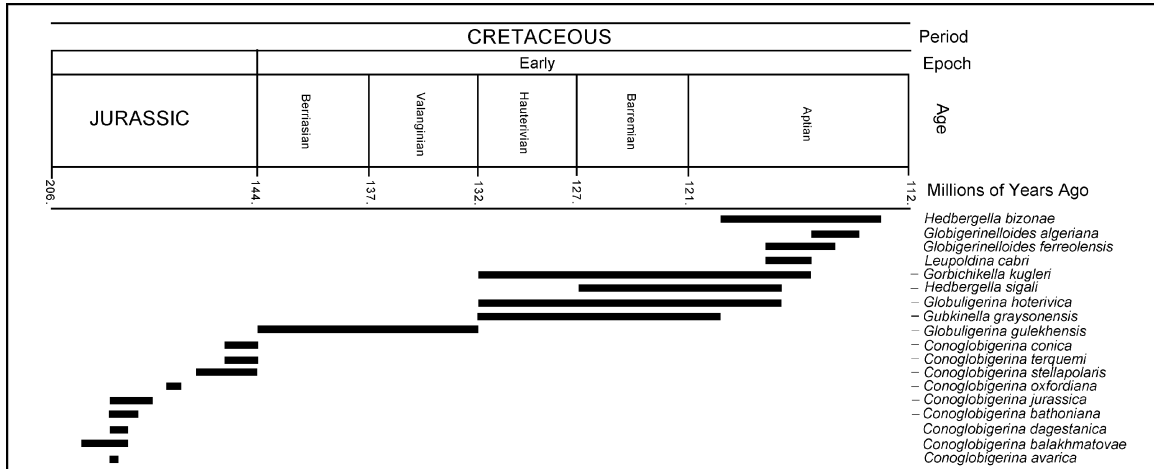 CRETACEOUS Period
Early Epoch
JURASSIC Berriasian Valanginian Hauterivian Barremian Aptian Age
206. 144. 137. 132. 127. 121. 112. Millions of Years Ago
Hedbergella bizonae
Globigerinelloides algeriana
Globigerinelloides ferreolensis
Leupoldina cabri
Gorbichikella kugleri
Hedbergella sigali
Globuligerina hoterivica
Gubkinella graysonensis
Globuligerina gulekhensis
Conoglobigerina conica
Conoglobigerina terquemi
Conoglobigerina stellapolaris
Conoglobigerina oxfordiana
Conoglobigerina jurassica
Conoglobigerina bathoniana
Conoglobigerina dagestanica
Conoglobigerina balakhmatovae
Conoglobigerina avarica